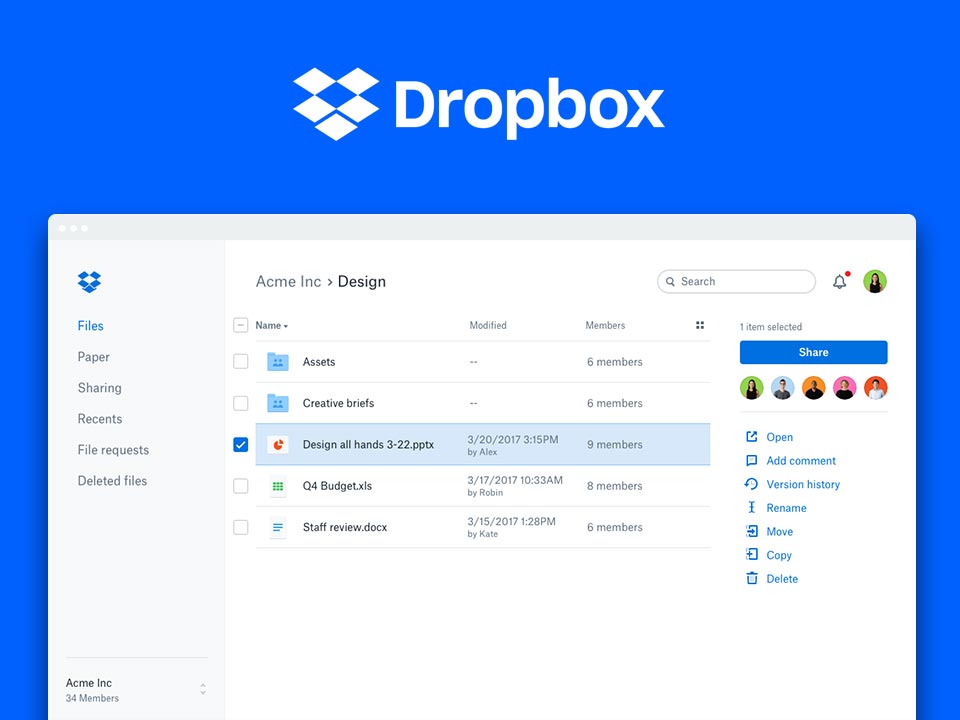 Dropbox
Acme Inc › Design
Search
Files
Paper
Sharing
Recents
File requests
Deleted files
Acme Inc
34 Members
Name Modified Members
Assets -- 6 members
Creative briefs -- 6 members
Design all hands 3-22.pptx 3/20/2017 3:15PM 9 members
by Alex
Q4 Budget.xls 3/17/2017 10:33AM 8 members
by Robin
Staff review.docx 3/15/2017 1:28PM 6 members
by Kate
1 item selected
Share
Open
Add comment
Version history
Rename
Move
Copy
Delete